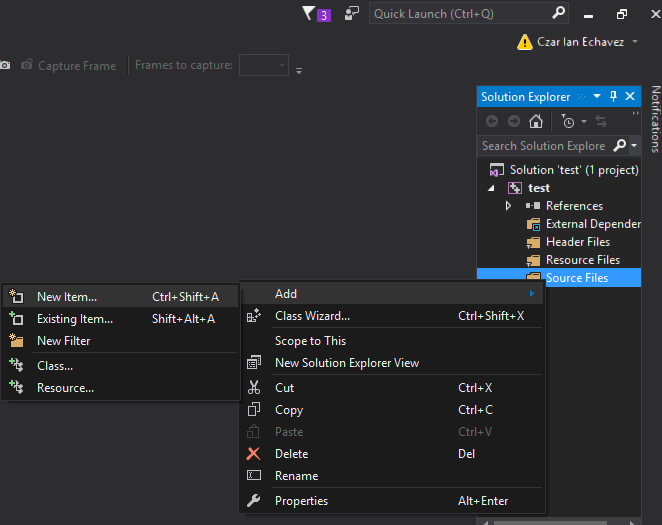 3
Quick Launch (Ctrl+Q)
Czar Ian Echavez
Capture Frame
Frames to capture:
Notifications
Solution Explorer
Search Solution Explore
Solution 'test' (1 project)
test
References
External Depender
Header Files
Resource Files
Source Files
Add
Class Wizard... Ctrl+Shift+X
Scope to This
New Solution Explorer View
Cut Ctrl+X
Copy Ctrl+C
Paste Ctrl+V
Delete Del
Rename
Properties Alt+Enter
New Item... Ctrl+Shift+A
Existing Item... Shift+Alt+A
New Filter
Class...
Resource...